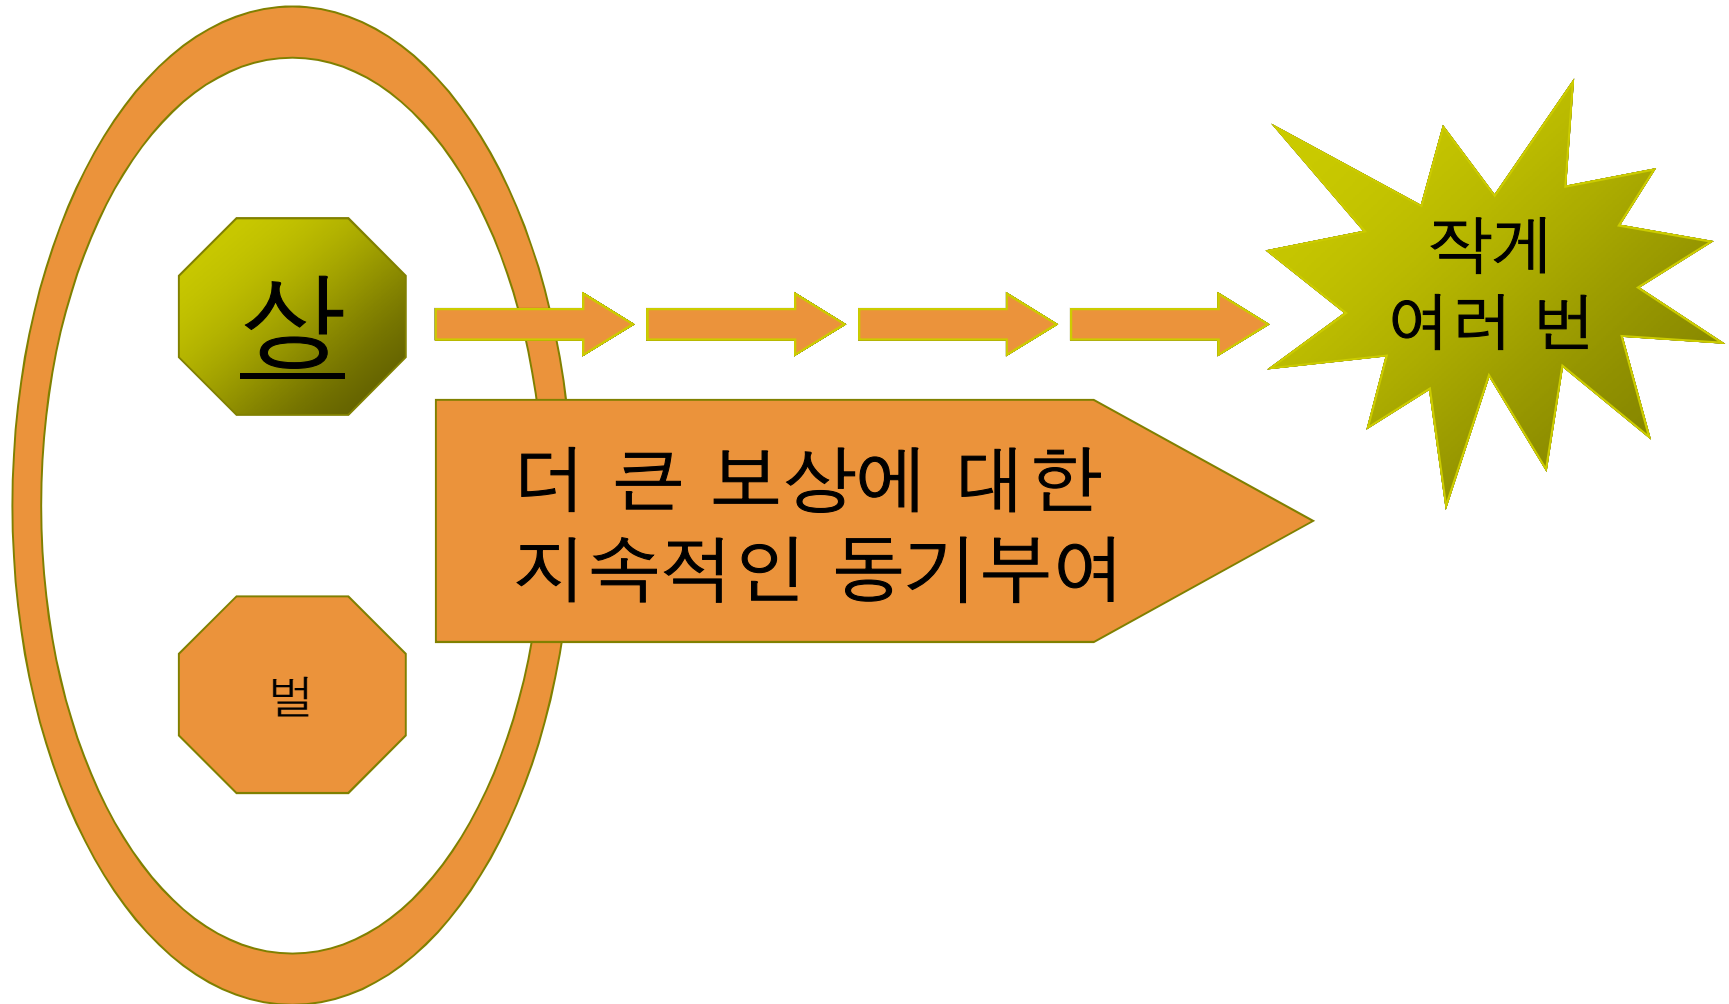 상
작게
여러 번
더 큰 보상에 대한
지속적인 동기부여
벌